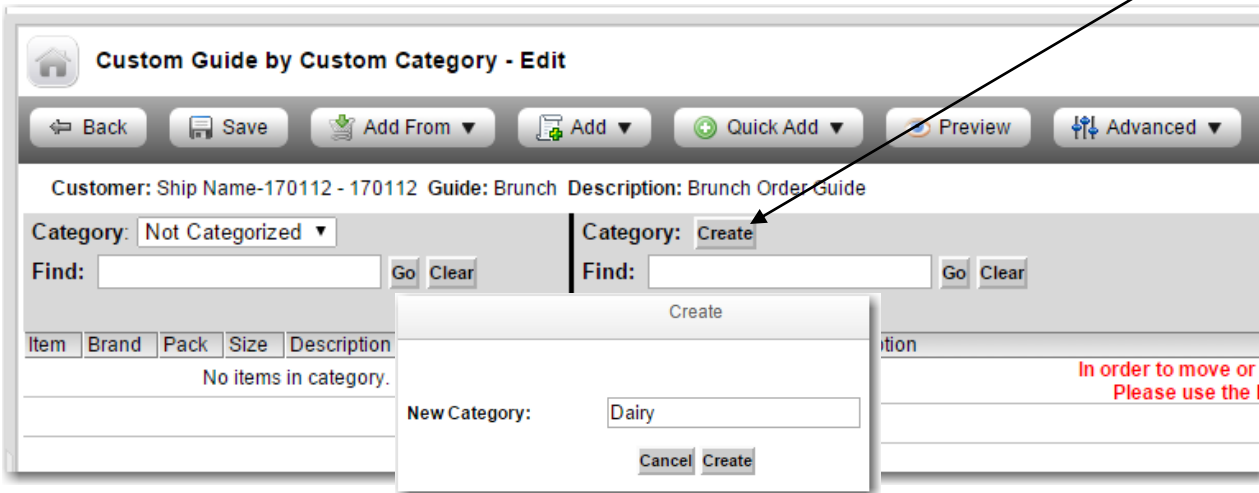 Custom Guide by Custom Category - Edit
Back Save Add From Add Quick Add Preview Advanced
Customer: Ship Name-170112 - 170112 Guide: Brunch Description: Brunch Order Guide
Category: Not Categorized Category: Create
Find: Go Clear Find: Go Clear
Create
Item Brand Pack Size Description
No items in category. In order to move or
Please use the
New Category: Dairy
Cancel Create